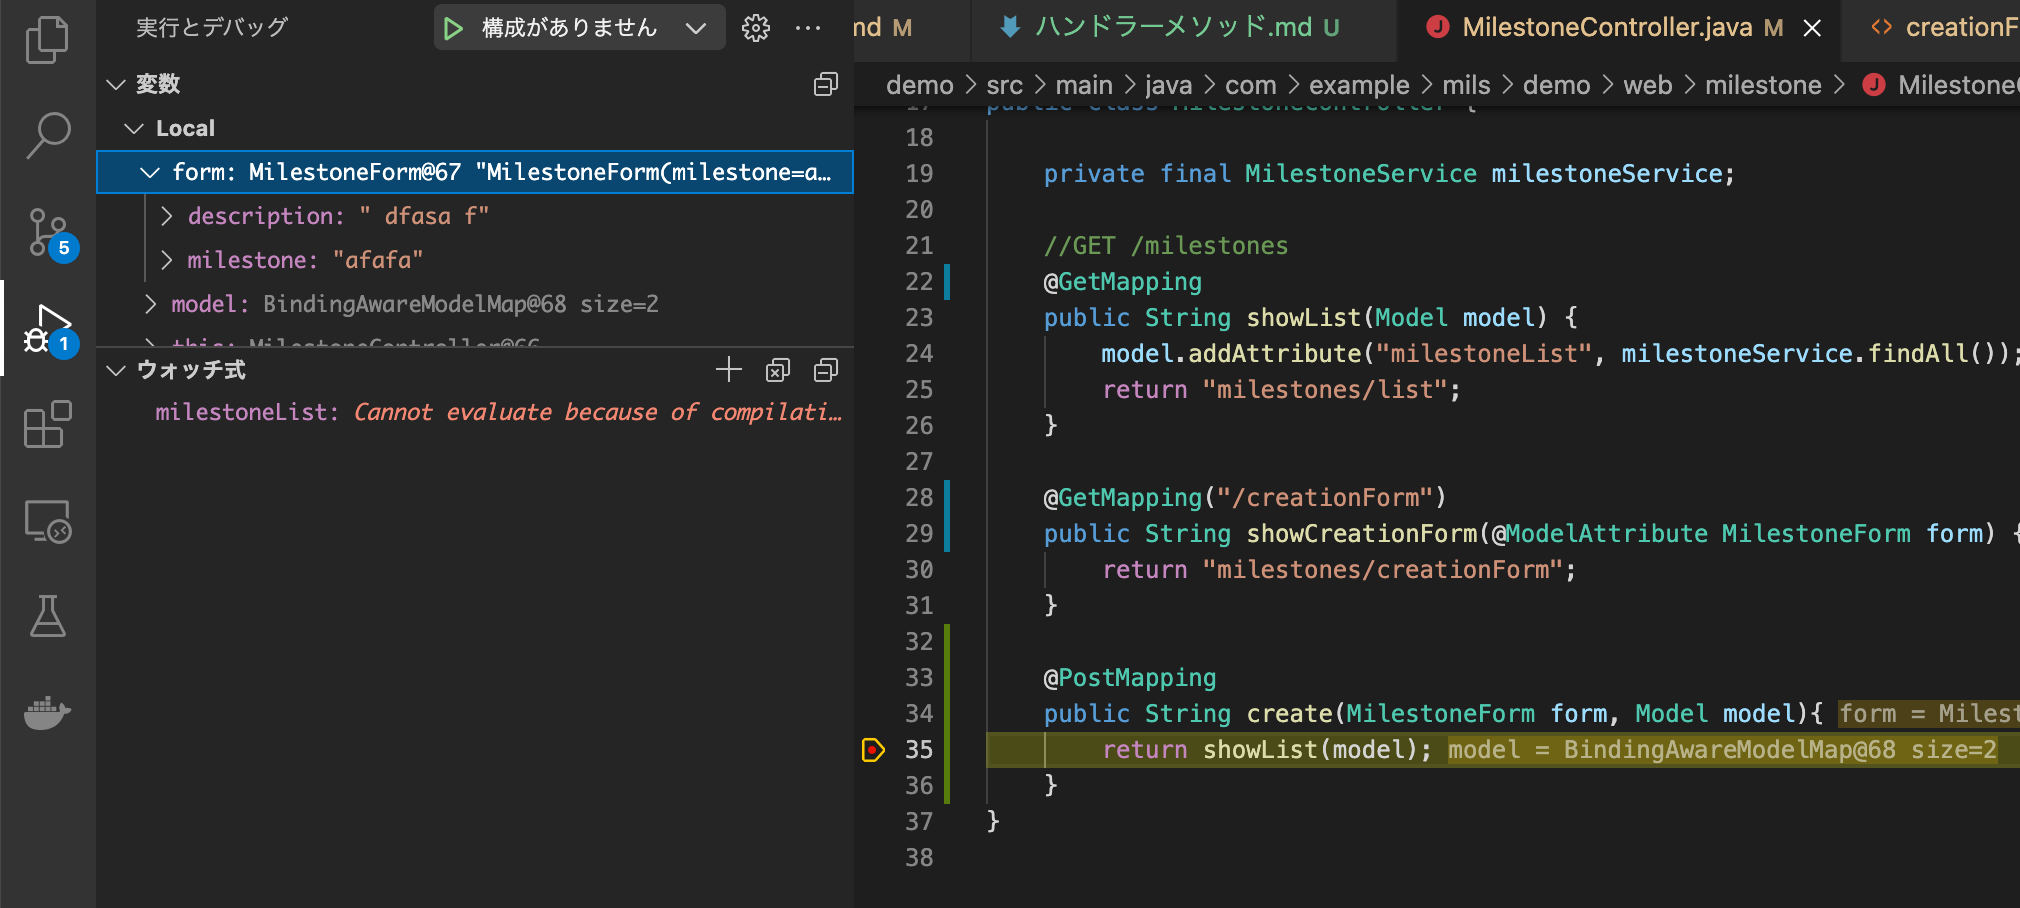 実行とデバッグ
構成がありません
変数
Local
form: MilestoneForm@67 "MilestoneForm(milestone=a…
description: " dfasa f"
milestone: "afafa"
model: BindingAwareModelMap@68 size=2
this: MilestoneController@66
ウォッチ式
milestoneList: Cannot evaluate because of compilati…
5
1
md M
ハンドラーメソッド.md U
MilestoneController.java M
creationF
demo > src > main > java > com > example > mils > demo > web > milestone > Milestone
17 public class MilestoneController {
18
19 private final MilestoneService milestoneService;
20
21 //GET /milestones
22 @GetMapping
23 public String showList(Model model) {
24 model.addAttribute("milestoneList", milestoneService.findAll());
25 return "milestones/list";
26 }
27
28 @GetMapping("/creationForm")
29 public String showCreationForm(@ModelAttribute MilestoneForm form) {
30 return "milestones/creationForm";
31 }
32
33 @PostMapping
34 public String create(MilestoneForm form, Model model){ form = Milest
35 return showList(model); model = BindingAwareModelMap@68 size=2
36 }
37 }
38